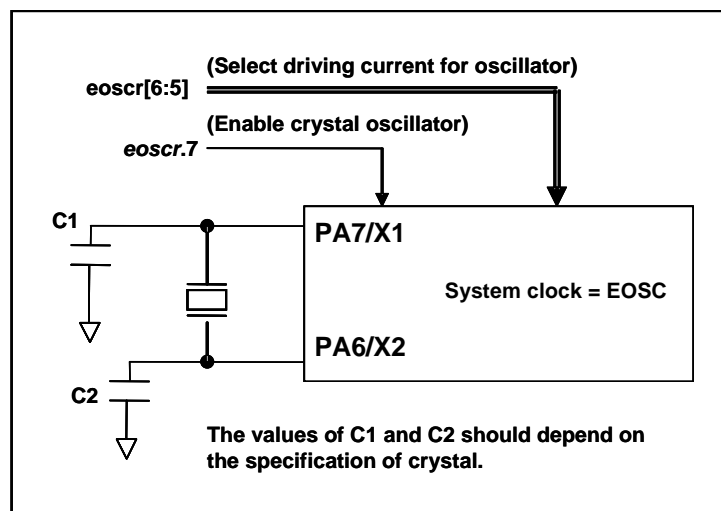 (Select driving current for oscillator)
eoscr[6:5]
(Enable crystal oscillator)
eoscr.7
C1
PA7/X1
System clock = EOSC
PA6/X2
C2
The values of C1 and C2 should depend on
the specification of crystal.